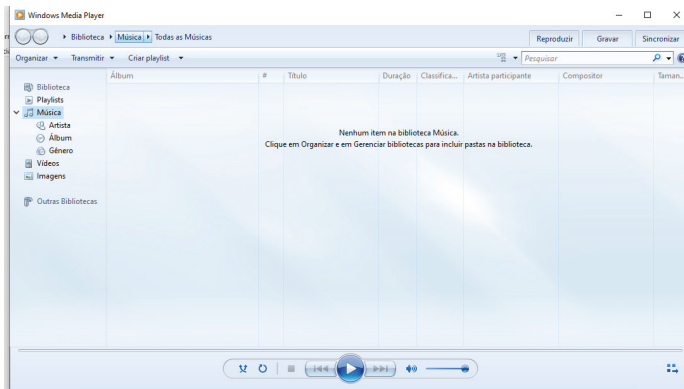 Windows Media Player
Biblioteca Música Todas as Músicas
Reproduzir Gravar Sincronizar
Organizar Transmitir Criar playlist
Pesquisar
Álbum # Título Duração Classifica... Artista participante Compositor Taman...
Biblioteca
Playlists
Música
Artista
Álbum
Gênero
Vídeos
Imagens
Outras Bibliotecas
Nenhum item na biblioteca Música.
Clique em Organizar e em Gerenciar bibliotecas para incluir pastas na biblioteca.